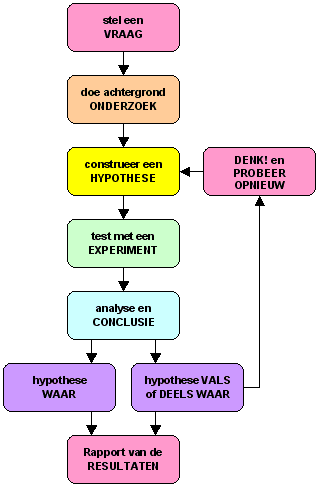 stel een
VRAAG
doe achtergrond
ONDERZOEK
construeer een
HYPOTHESE
DENK! en
PROBEER
OPNIEUW
test met een
EXPERIMENT
analyse en
CONCLUSIE
hypothese
WAAR
hypothese VALS
of DEELS WAAR
Rapport van de
RESULTATEN